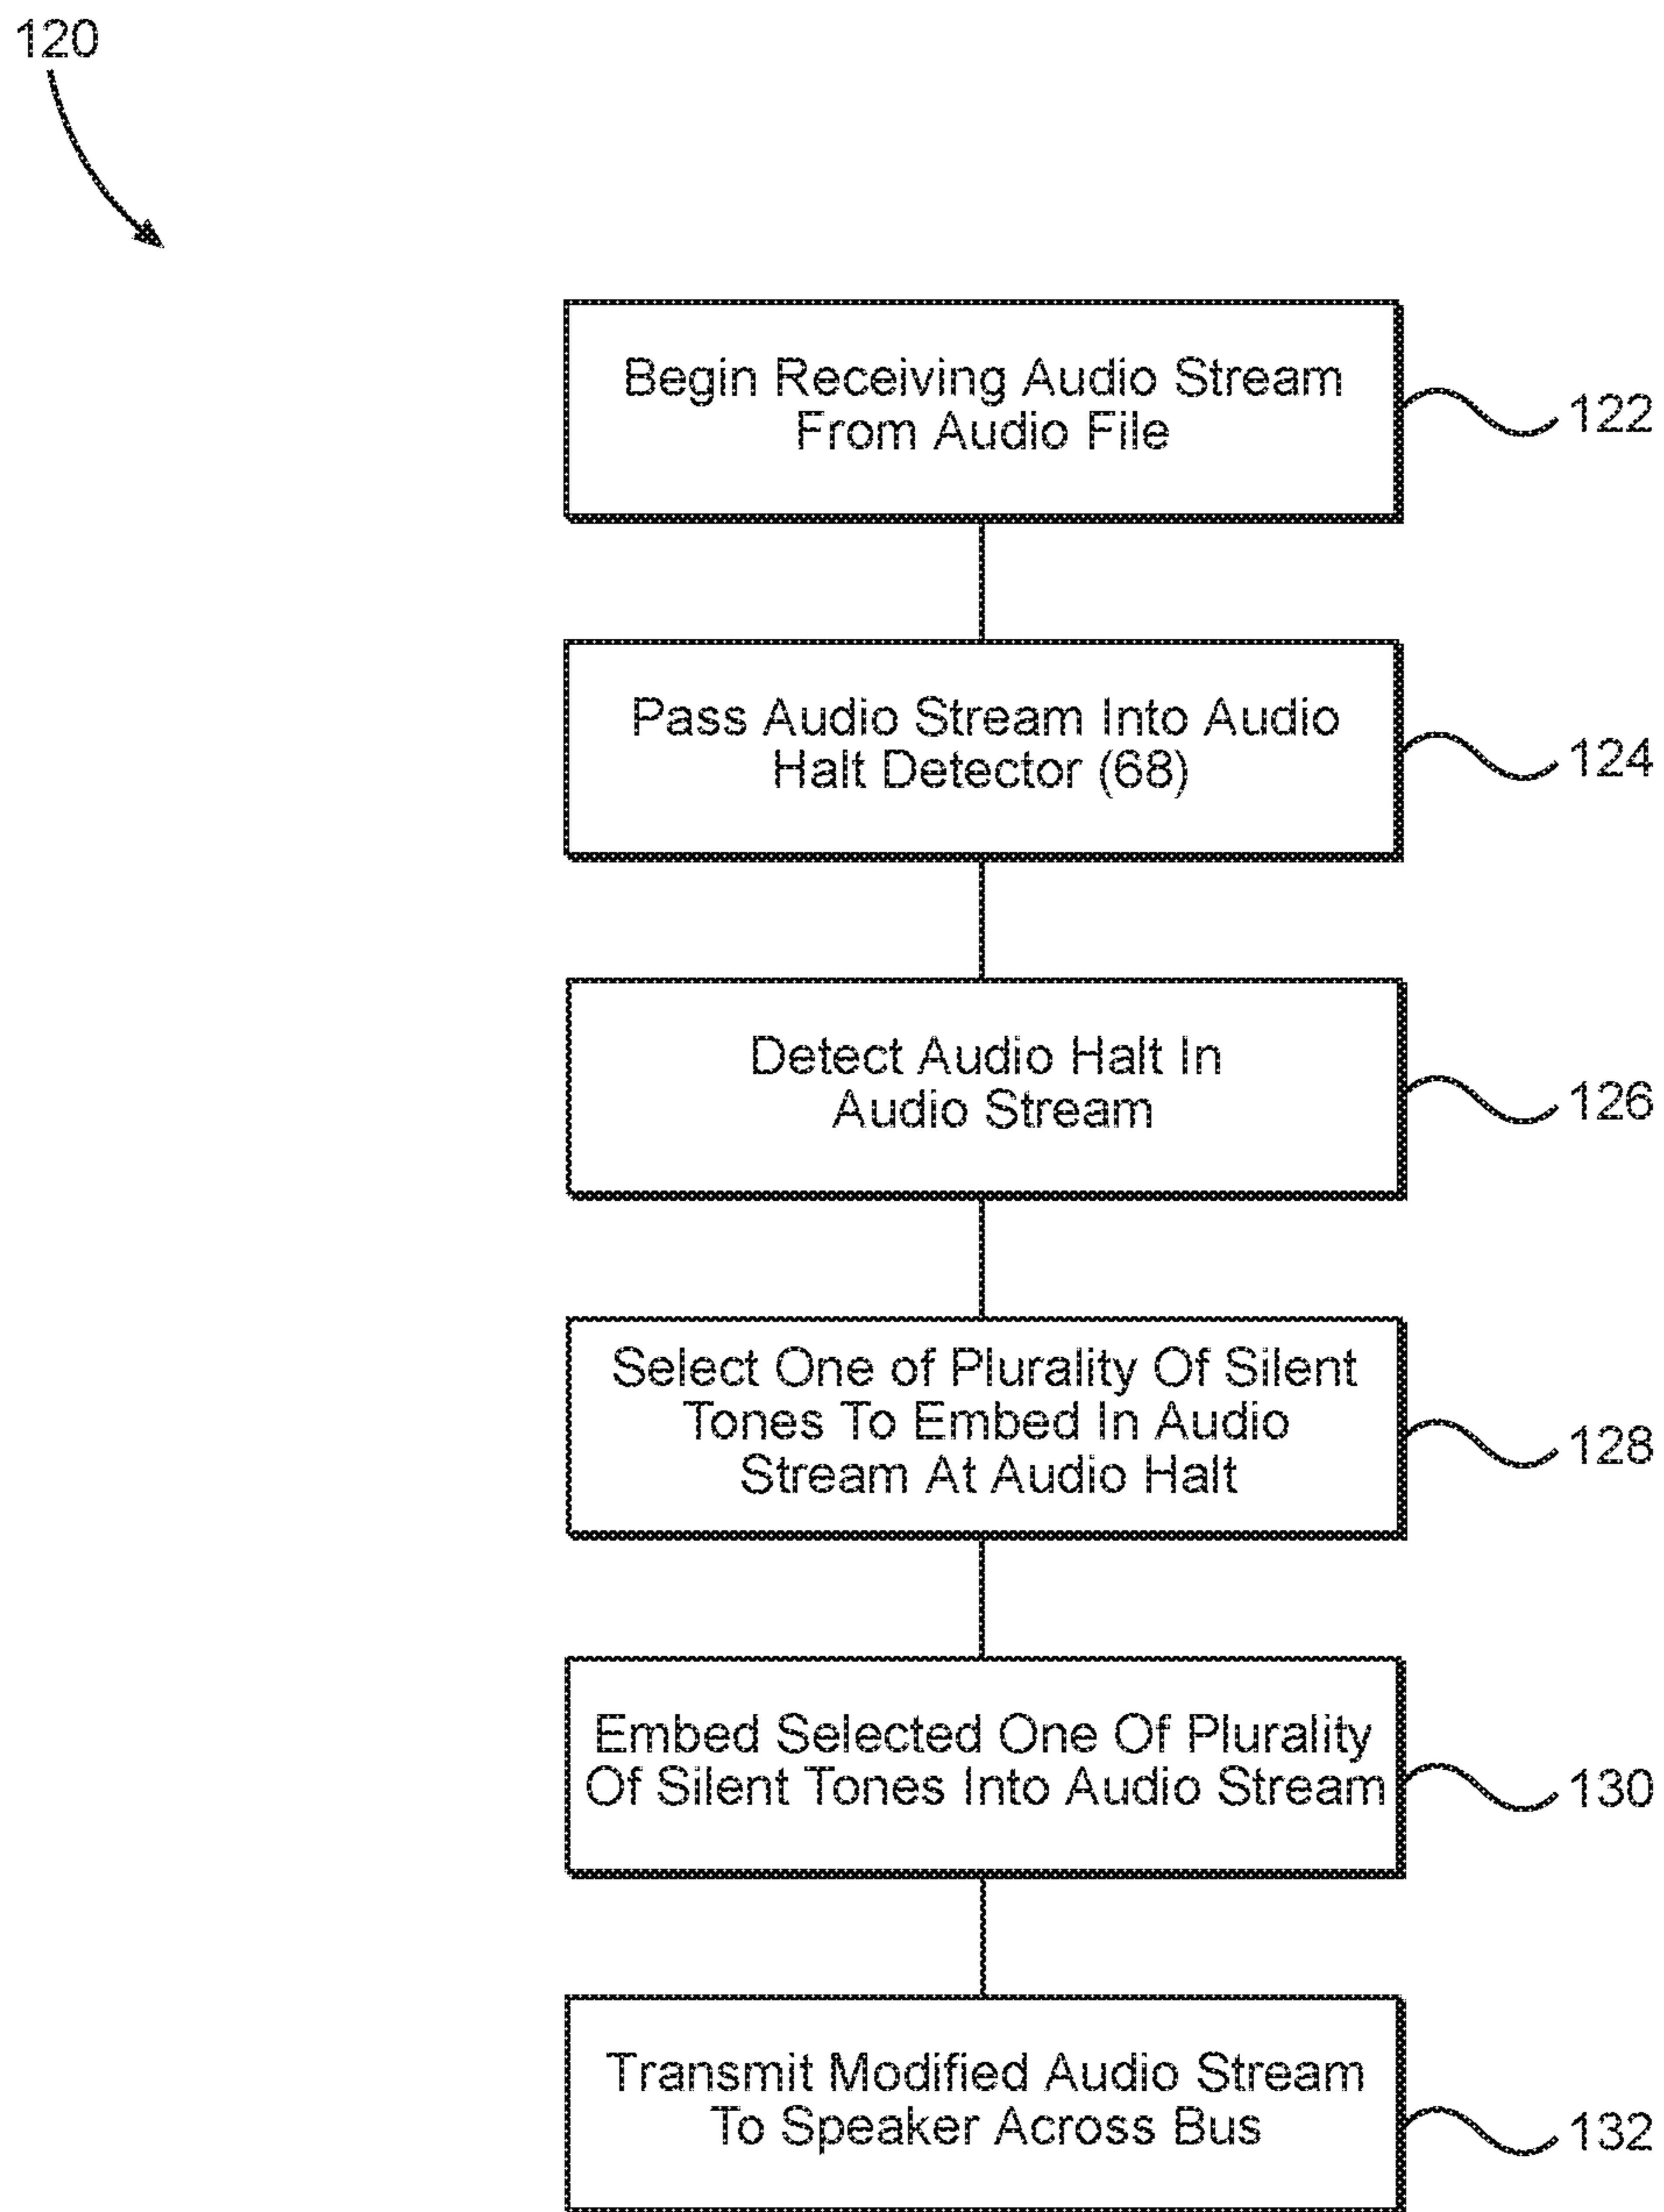 120
Begin Receiving Audio Stream
From Audio File
122
Pass Audio Stream Into Audio
Halt Detector (68)
124
Detect Audio Halt In
Audio Stream
126
Select One of Plurality Of Silent
Tones To Embed In Audio
Stream At Audio Halt
128
Embed Selected One Of Plurality
Of Silent Tones Into Audio Stream
130
Transmit Modified Audio Stream
To Speaker Across Bus
132